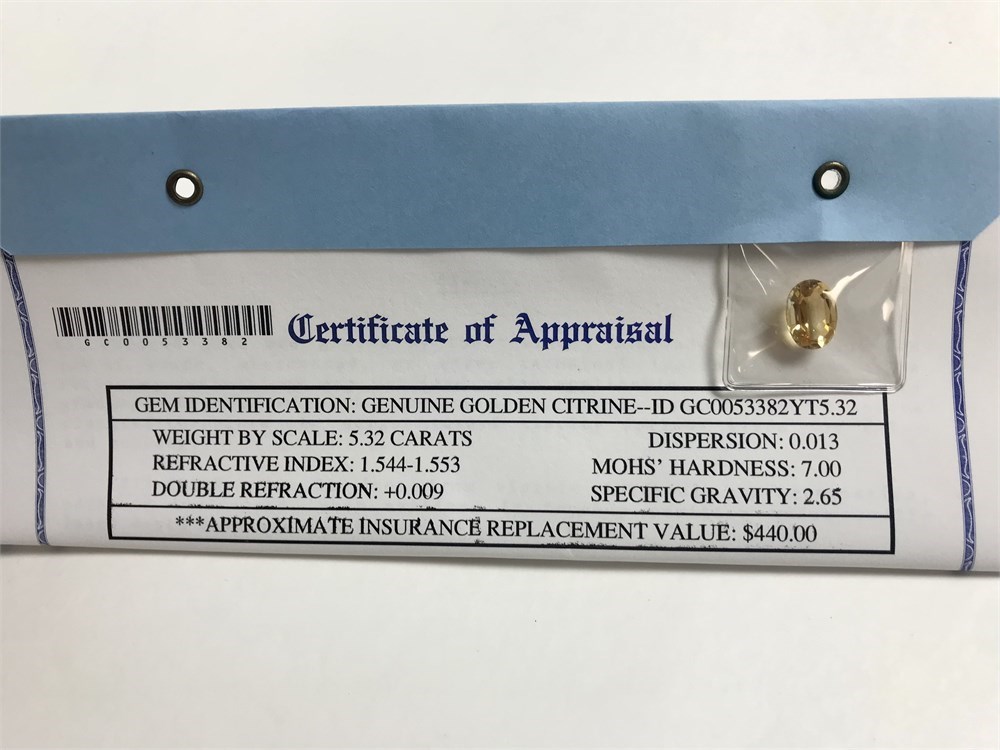 Certificate of Appraisal
GC0053382
GEM IDENTIFICATION: GENUINE GOLDEN CITRINE--ID GC0053382YT5.32
WEIGHT BY SCALE: 5.32 CARATS
REFRACTIVE INDEX: 1.544-1.553
DOUBLE REFRACTION: +0.009
DISPERSION: 0.013
MOHS' HARDNESS: 7.00
SPECIFIC GRAVITY: 2.65
***APPROXIMATE INSURANCE REPLACEMENT VALUE: $440.00